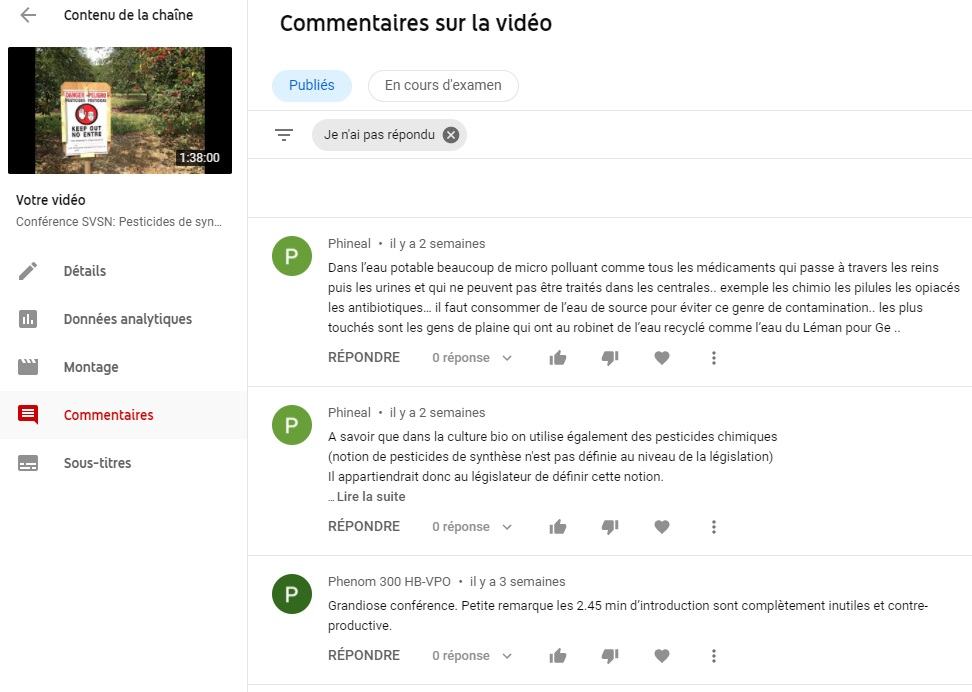 Contenu de la chaîne
DANGER - PELIGRO
PESTICIDES - PESTICIDAS
KEEP OUT
NO ENTRE
1:38:00
Votre vidéo
Conférence SVSN: Pesticides de syn...
Détails
Données analytiques
Montage
Commentaires
Sous-titres
Commentaires sur la vidéo
Publiés
En cours d'examen
Je n'ai pas répondu
P
Phineal • il y a 2 semaines
Dans l’eau potable beaucoup de micro polluant comme tous les médicaments qui passe à travers les reins
puis les urines et qui ne peuvent pas être traités dans les centrales.. exemple les chimio les pilules les opiacés
les antibiotiques… il faut consommer de l’eau de source pour éviter ce genre de contamination.. les plus
touchés sont les gens de plaine qui ont au robinet de l’eau recyclé comme l’eau du Léman pour Ge ..
RÉPONDRE 0 réponse
P
Phineal • il y a 2 semaines
A savoir que dans la culture bio on utilise également des pesticides chimiques
(notion de pesticides de synthèse n'est pas définie au niveau de la législation)
Il appartiendrait donc au législateur de définir cette notion.
... Lire la suite
RÉPONDRE 0 réponse
P
Phenom 300 HB-VPO • il y a 3 semaines
Grandiose conférence. Petite remarque les 2.45 min d’introduction sont complètement inutiles et contre-
productive.
RÉPONDRE 0 réponse